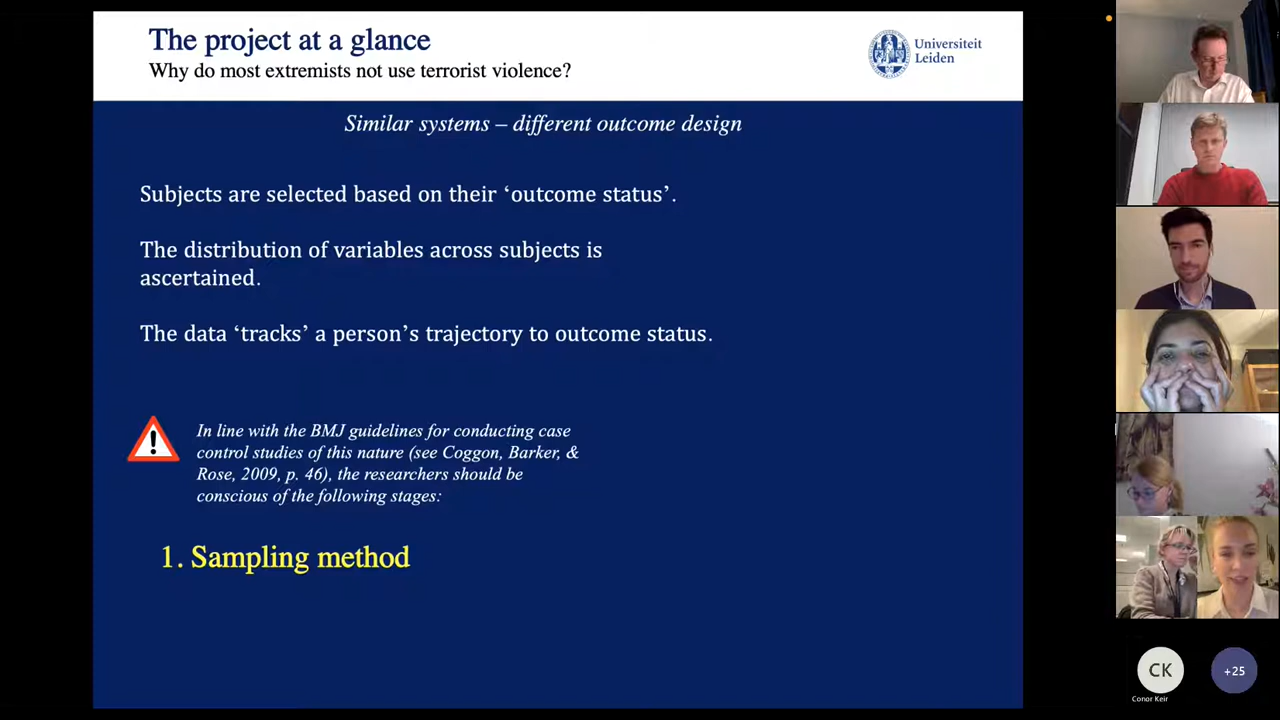 The project at a glance
Why do most extremists not use terrorist violence?
Universiteit
Leiden
Similar systems – different outcome design
Subjects are selected based on their ‘outcome status’.
The distribution of variables across subjects is
ascertained.
The data ‘tracks’ a person’s trajectory to outcome status.
In line with the BMJ guidelines for conducting case
control studies of this nature (see Coggon, Barker, &
Rose, 2009, p. 46), the researchers should be
conscious of the following stages:
1. Sampling method
CK
+25
Conor Keir